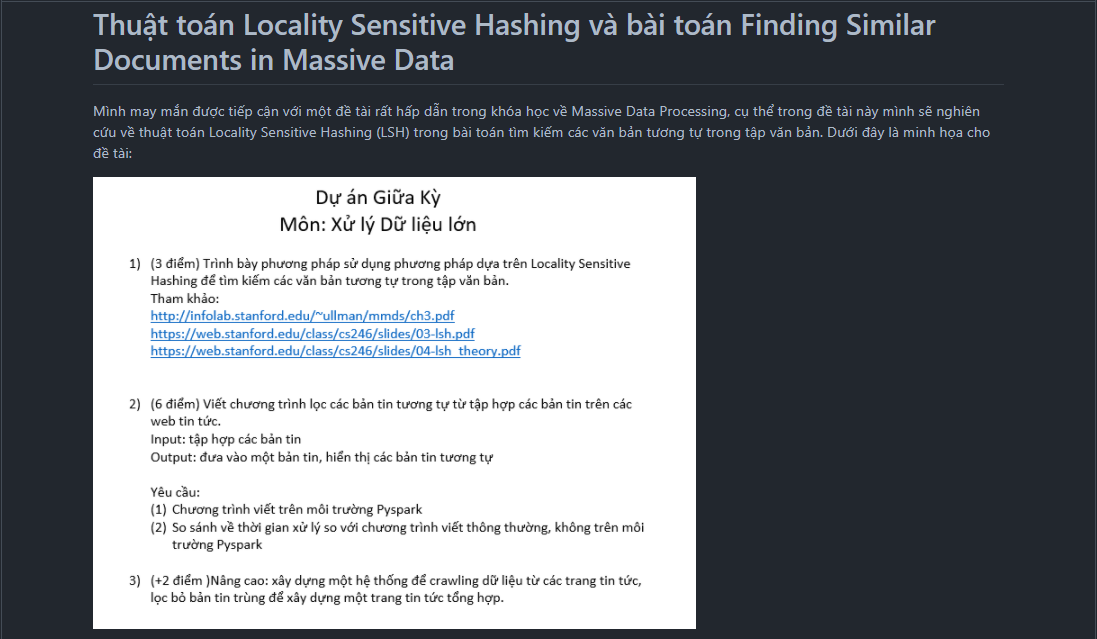 Thuật toán Locality Sensitive Hashing và bài toán Finding Similar
Documents in Massive Data
Mình may mắn được tiếp cận với một đề tài rất hấp dẫn trong khóa học về Massive Data Processing, cụ thể trong đề tài này mình sẽ nghiên
cứu về thuật toán Locality Sensitive Hashing (LSH) trong bài toán tìm kiếm các văn bản tương tự trong tập văn bản. Dưới đây là minh họa cho
đề tài:
Dự án Giữa Kỳ
Môn: Xử lý Dữ liệu lớn
1) (3 điểm) Trình bày phương pháp sử dụng phương pháp dựa trên Locality Sensitive
Hashing để tìm kiếm các văn bản tương tự trong tập văn bản.
Tham khảo:
http://infolab.stanford.edu/~ullman/mmds/ch3.pdf
https://web.stanford.edu/class/cs246/slides/03-lsh.pdf
https://web.stanford.edu/class/cs246/slides/04-lsh_theory.pdf
2) (6 điểm) Viết chương trình lọc các bản tin tương tự từ tập hợp các bản tin trên các
web tin tức.
Input: tập hợp các bản tin
Output: đưa vào một bản tin, hiển thị các bản tin tương tự
Yêu cầu:
(1) Chương trình viết trên môi trường Pyspark
(2) So sánh về thời gian xử lý so với chương trình viết thông thường, không trên môi
trường Pyspark
3) (+2 điểm )Nâng cao: xây dựng một hệ thống để crawling dữ liệu từ các trang tin tức,
lọc bỏ bản tin trùng để xây dựng một trang tin tức tổng hợp.